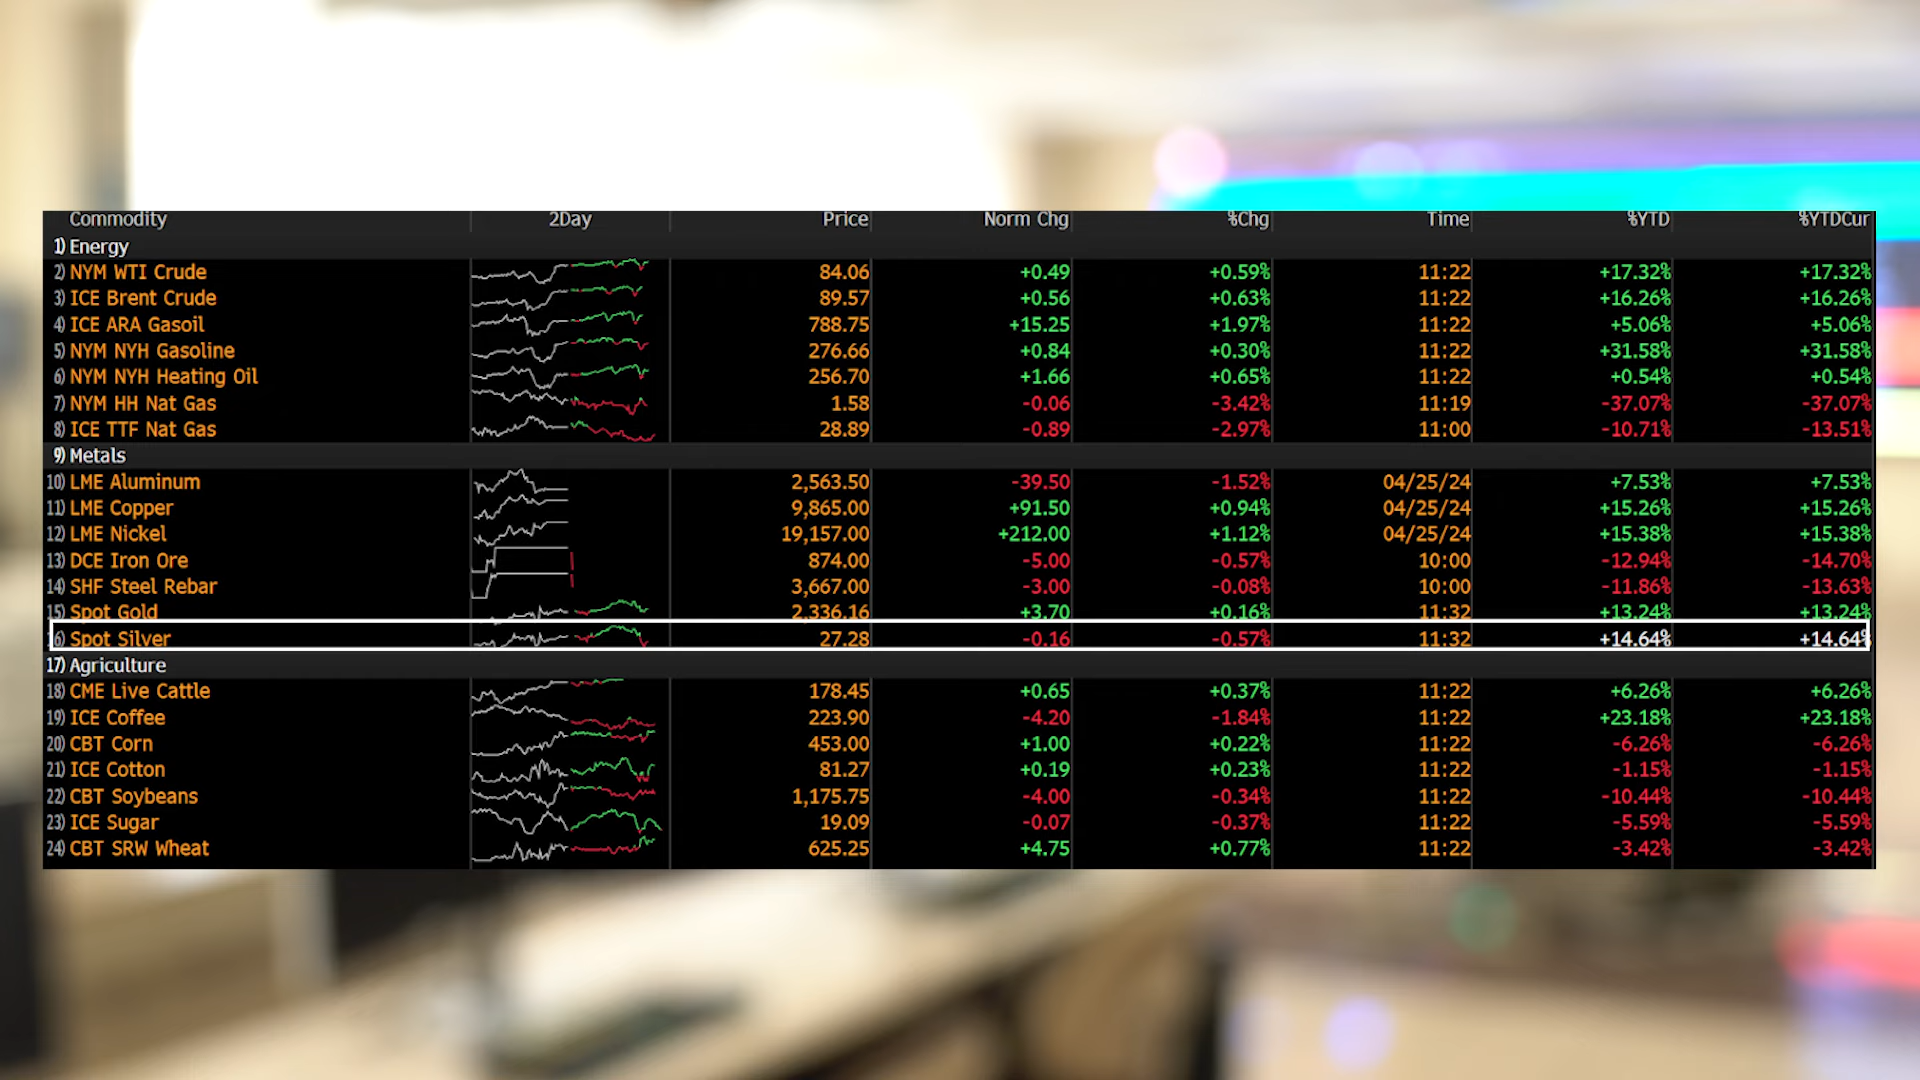 Commodity 2Day Price Norm Chg %Chg Time %YTD %YTDCur
1) Energy
2) NYM WTI Crude 84.06 +0.49 +0.59% 11:22 +17.32% +17.32%
3) ICE Brent Crude 89.57 +0.56 +0.63% 11:22 +16.26% +16.26%
4) ICE ARA Gasoil 788.75 +15.25 +1.97% 11:22 +5.06% +5.06%
5) NYM NYH Gasoline 276.66 +0.84 +0.30% 11:22 +31.58% +31.58%
6) NYM NYH Heating Oil 256.70 +1.66 +0.65% 11:22 +0.54% +0.54%
7) NYM HH Nat Gas 1.58 -0.06 -3.42% 11:19 -37.07% -37.07%
8) ICE TTF Nat Gas 28.89 -0.89 -2.97% 11:00 -10.71% -13.51%
9) Metals
10) LME Aluminum 2,563.50 -39.50 -1.52% 04/25/24 +7.53% +7.53%
11) LME Copper 9,865.00 +91.50 +0.94% 04/25/24 +15.26% +15.26%
12) LME Nickel 19,157.00 +212.00 +1.12% 04/25/24 +15.38% +15.38%
13) DCE Iron Ore 874.00 -5.00 -0.57% 10:00 -12.94% -14.70%
14) SHF Steel Rebar 3,667.00 -3.00 -0.08% 10:00 -11.86% -13.63%
15) Spot Gold 2,336.16 +3.70 +0.16% 11:32 +13.24% +13.24%
16) Spot Silver 27.28 -0.16 -0.57% 11:32 +14.64% +14.64%
17) Agriculture
18) CME Live Cattle 178.45 +0.65 +0.37% 11:22 +6.26% +6.26%
19) ICE Coffee 223.90 -4.20 -1.84% 11:22 +23.18% +23.18%
20) CBT Corn 453.00 +1.00 +0.22% 11:22 -6.26% -6.26%
21) ICE Cotton 81.27 +0.19 +0.23% 11:22 -1.15% -1.15%
22) CBT Soybeans 1,175.75 -4.00 -0.34% 11:22 -10.44% -10.44%
23) ICE Sugar 19.09 -0.07 -0.37% 11:22 -5.59% -5.59%
24) CBT SRW Wheat 625.25 +4.75 +0.77% 11:22 -3.42% -3.42%